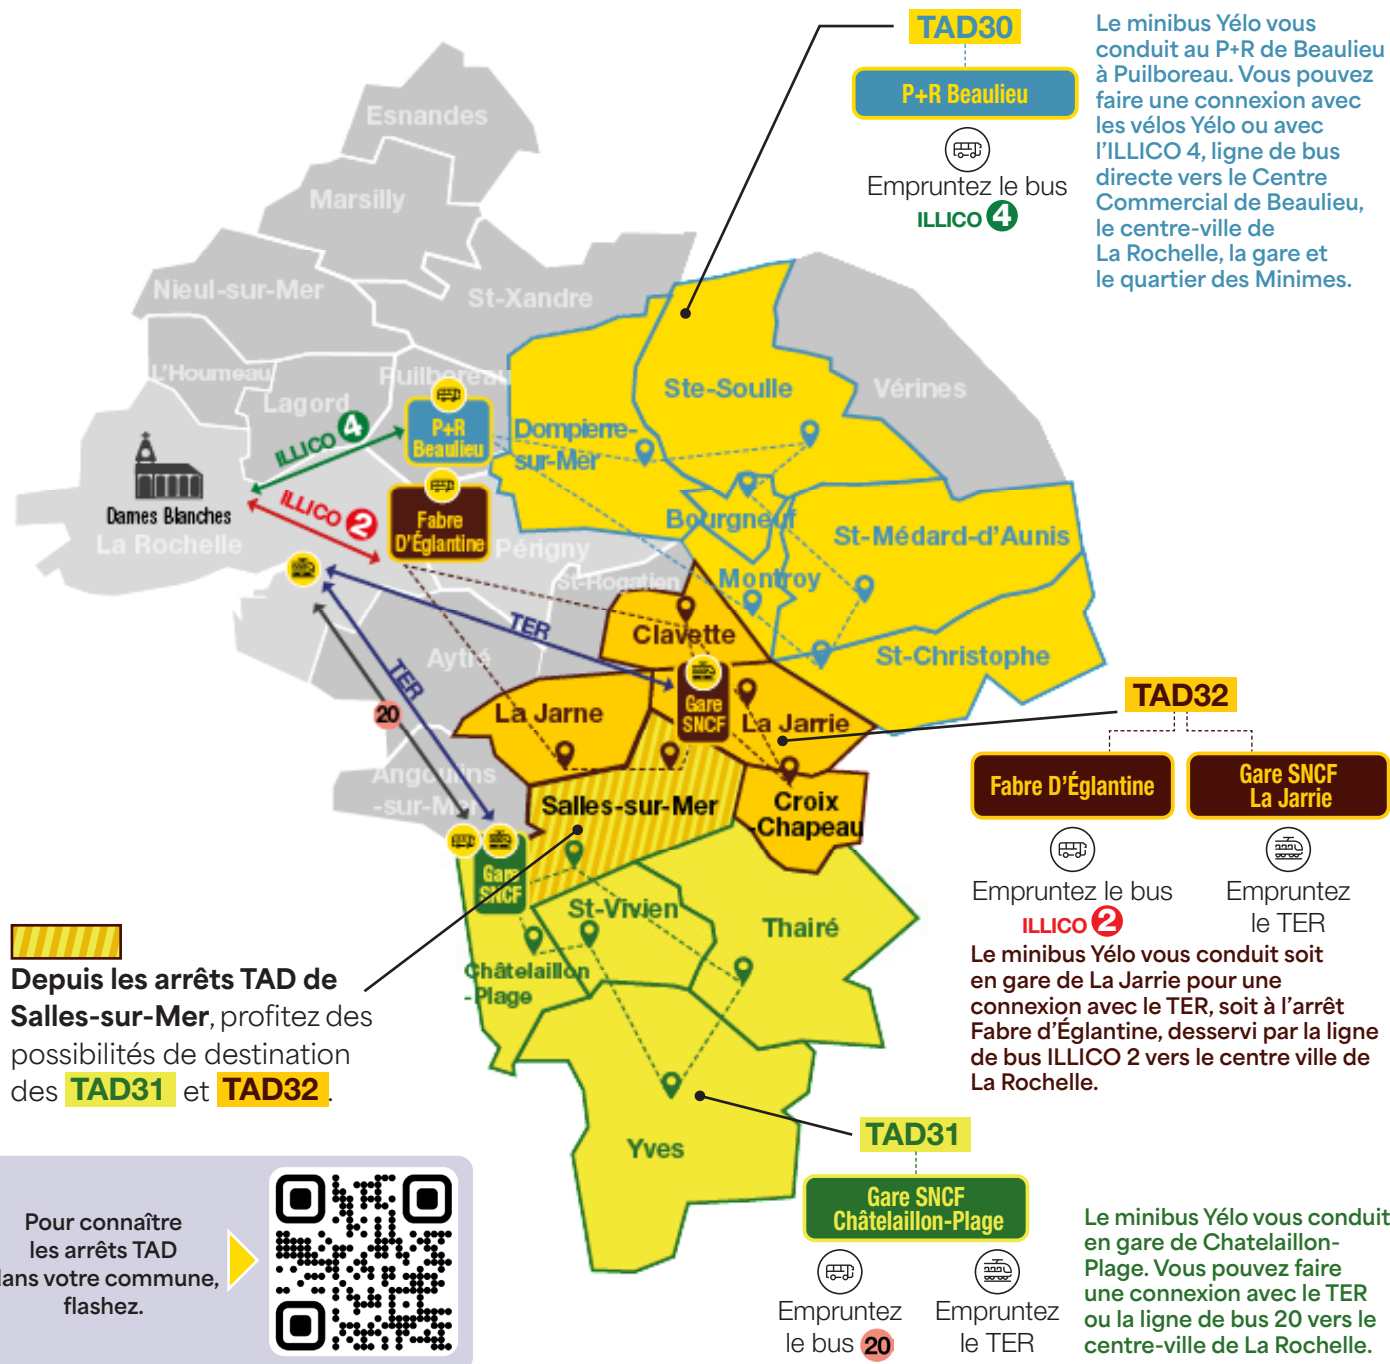 TAD30
P+R Beaulieu
Empruntez le bus
ILLICO 4
Le minibus Yélo vous
conduit au P+R de Beaulieu
à Puilboreau. Vous pouvez
faire une connexion avec
les vélos Yélo ou avec
l’ILLICO 4, ligne de bus
directe vers le Centre
Commercial de Beaulieu,
le centre-ville de
La Rochelle, la gare et
le quartier des Minimes.
Esnandes
Marsilly
Nieul-sur-Mer
St-Xandre
L'Houmeau
Puilboreau
Lagord
Ste-Soulle
Vérines
ILLICO 4
P+R
Beaulieu
Dompierre-
sur-Mer
Dames Blanches
La Rochelle
ILLICO 2
Fabre
D'Églantine
Périgny
Bourgneuf
St-Médard-d'Aunis
St-Rogatien
Montroy
TER
Clavette
St-Christophe
Aytré
TER
20
La Jarne
Gare
SNCF
La Jarrie
Angoulins
-sur-Mer
Salles-sur-Mer
Croix
-Chapeau
Gare
SNCF
St-Vivien
Thairé
Châtelaillon
-Plage
Yves
TAD32
Fabre D’Églantine
Gare SNCF
La Jarrie
Empruntez le bus
ILLICO 2
Empruntez
le TER
Le minibus Yélo vous conduit soit
en gare de La Jarrie pour une
connexion avec le TER, soit à l’arrêt
Fabre d’Églantine, desservi par la ligne
de bus ILLICO 2 vers le centre ville de
La Rochelle.
Depuis les arrêts TAD de
Salles-sur-Mer, profitez des
possibilités de destination
des TAD31 et TAD32.
TAD31
Gare SNCF
Châtelaillon-Plage
Empruntez
le bus 20
Empruntez
le TER
Le minibus Yélo vous conduit
en gare de Chatelaillon-
Plage. Vous pouvez faire
une connexion avec le TER
ou la ligne de bus 20 vers le
centre-ville de La Rochelle.
Pour connaître
les arrêts TAD
dans votre commune,
flashez.